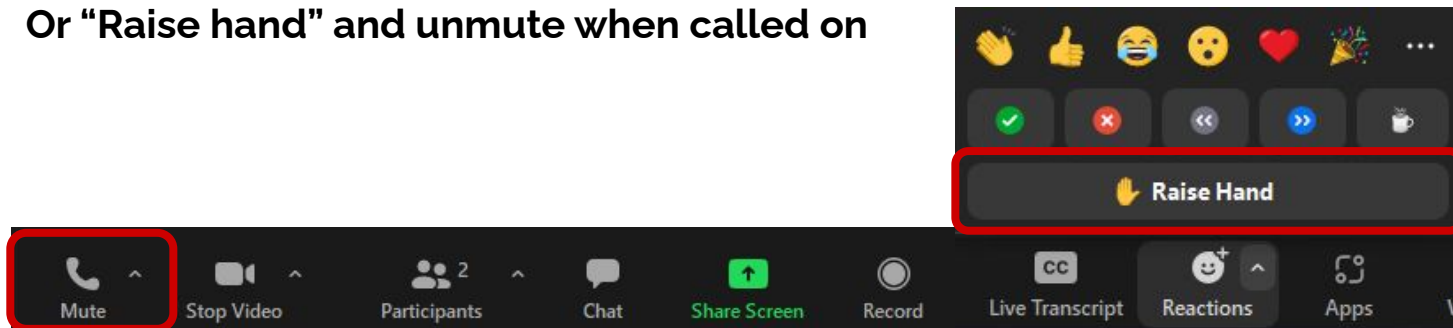 Or “Raise hand” and unmute when called on
Raise Hand
2
CC
Mute
Stop Video
Participants
Chat
Share Screen
Record
Live Transcript
Reactions
Apps